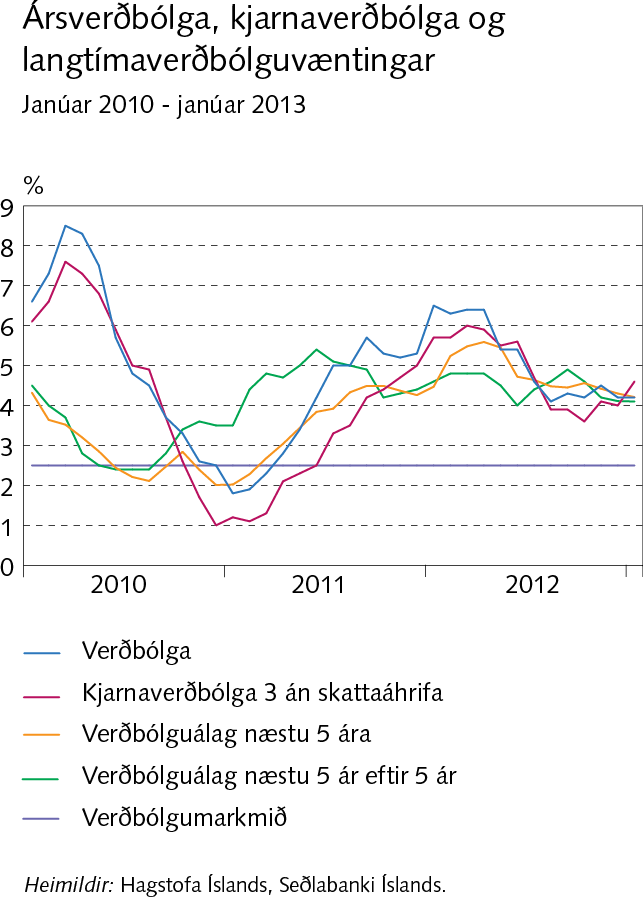 Ársverðbólga, kjarnaverðbólga og
langtímaverðbólguvæntingar
Janúar 2010 - janúar 2013
%
9
8
7
6
5
4
3
2
1
0
2010 2011 2012
Verðbólga
Kjarnaverðbólga 3 án skattaáhrifa
Verðbólguálag næstu 5 ára
Verðbólguálag næstu 5 ár eftir 5 ár
Verðbólgumarkmið
Heimildir: Hagstofa Íslands, Seðlabanki Íslands.